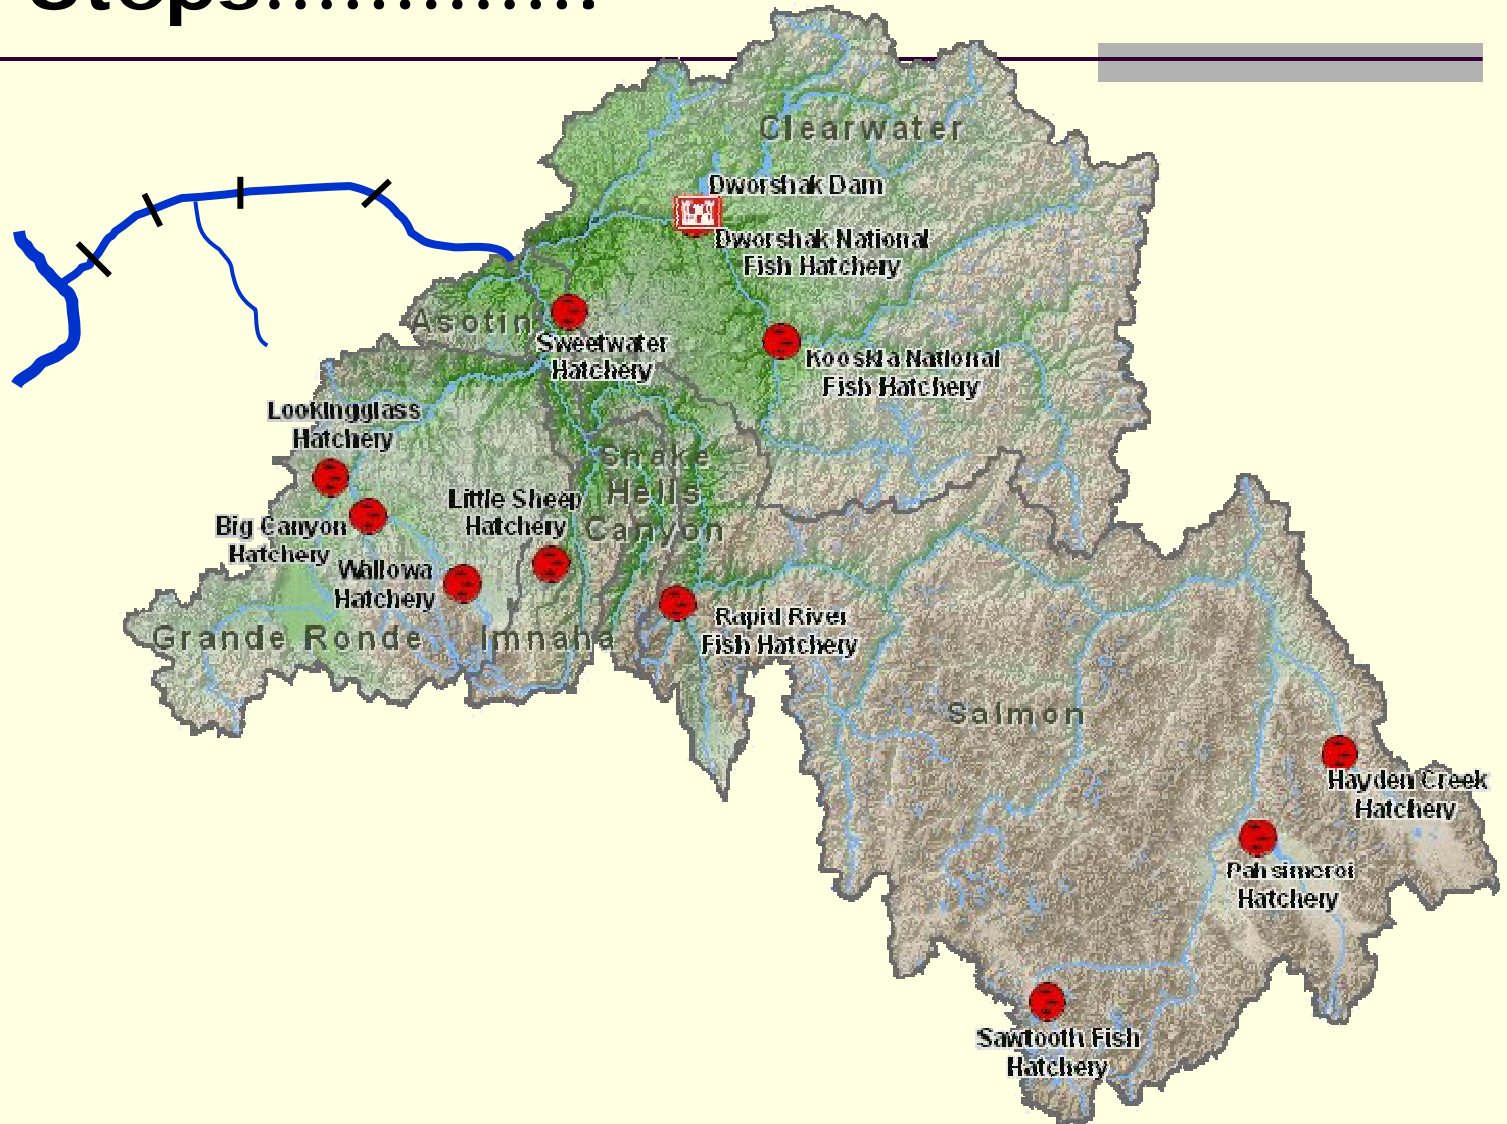 Steps..............
Clearwater
Dworshak Dam
Dworshak National
Fish Hatchery
Asotin
Sweetwater
Hatchery
Kooskia National
Fish Hatchery
Lookingglass
Hatchery
Snake
Hells
Canyon
Little Sheep
Hatchery
Big Canyon
Hatchery
Wallowa
Hatchery
Rapid River
Fish Hatchery
Grande Ronde
Imnaha
Salmon
Hayden Creek
Hatchery
Pahsimeroi
Hatchery
Sawtooth Fish
Hatchery